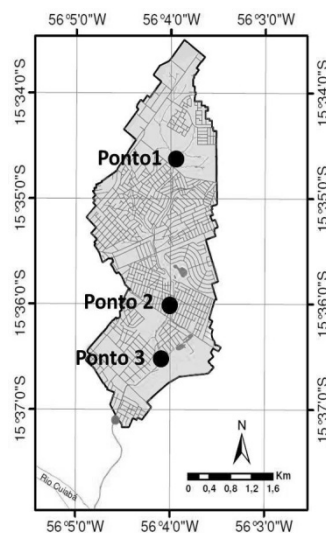 56°5'0"W 56°4'0"W 56°3'0"W
15°34'0"S 15°34'0"S
Ponto1
15°35'0"S 15°35'0"S
Ponto 2
15°36'0"S 15°36'0"S
Ponto 3
15°37'0"S 15°37'0"S
N
Km
0 0,4 0,8 1,2 1,6
Rio Cuiabá
56°5'0"W 56°4'0"W 56°3'0"W